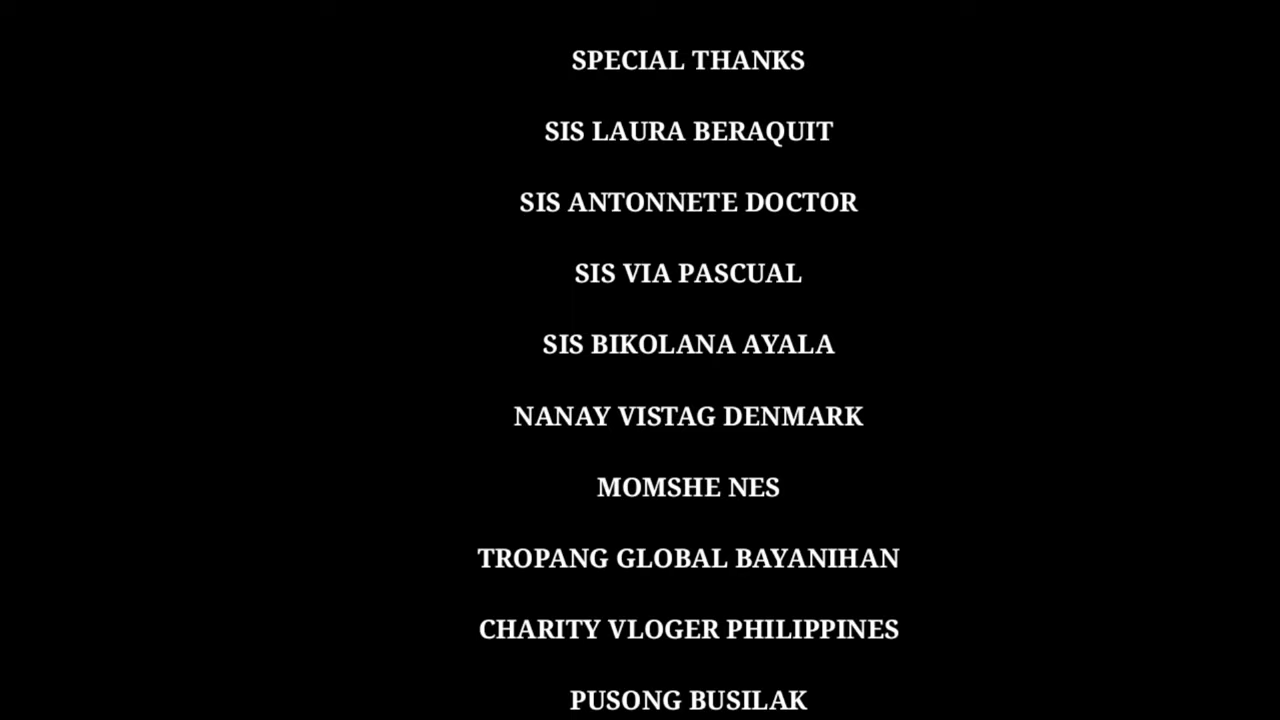 SPECIAL THANKS
SIS LAURA BERAQUIT
SIS ANTONNETE DOCTOR
SIS VIA PASCUAL
SIS BIKOLANA AYALA
NANAY VISTAG DENMARK
MOMSHE NES
TROPANG GLOBAL BAYANIHAN
CHARITY VLOGER PHILIPPINES
PUSONG BUSILAK